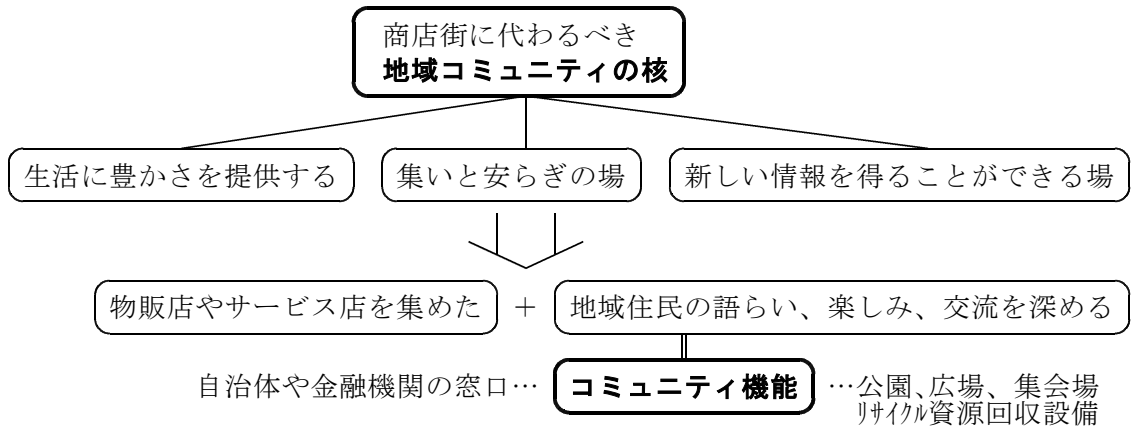 商店街に代わるべき
地域コミュニティの核
生活に豊かさを提供する
集いと安らぎの場
新しい情報を得ることができる場
物販店やサービス店を集めた
+
地域住民の語らい、楽しみ、交流を深める
自治体や金融機関の窓口…
コミュニティ機能
…公園、広場、集会場
ﾘｻｲｸﾙ資源回収設備